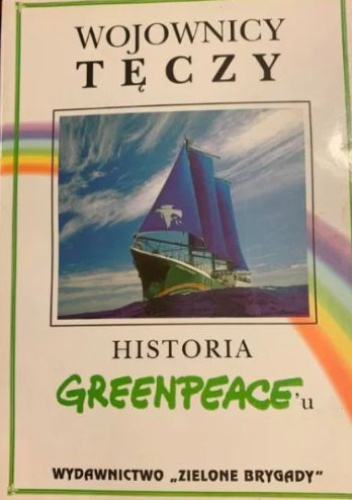 WOJOWNICY
TĘCZY
HISTORIA
GREENPEACE'u
WYDAWNICTWO „ZIELONE BRYGADY"